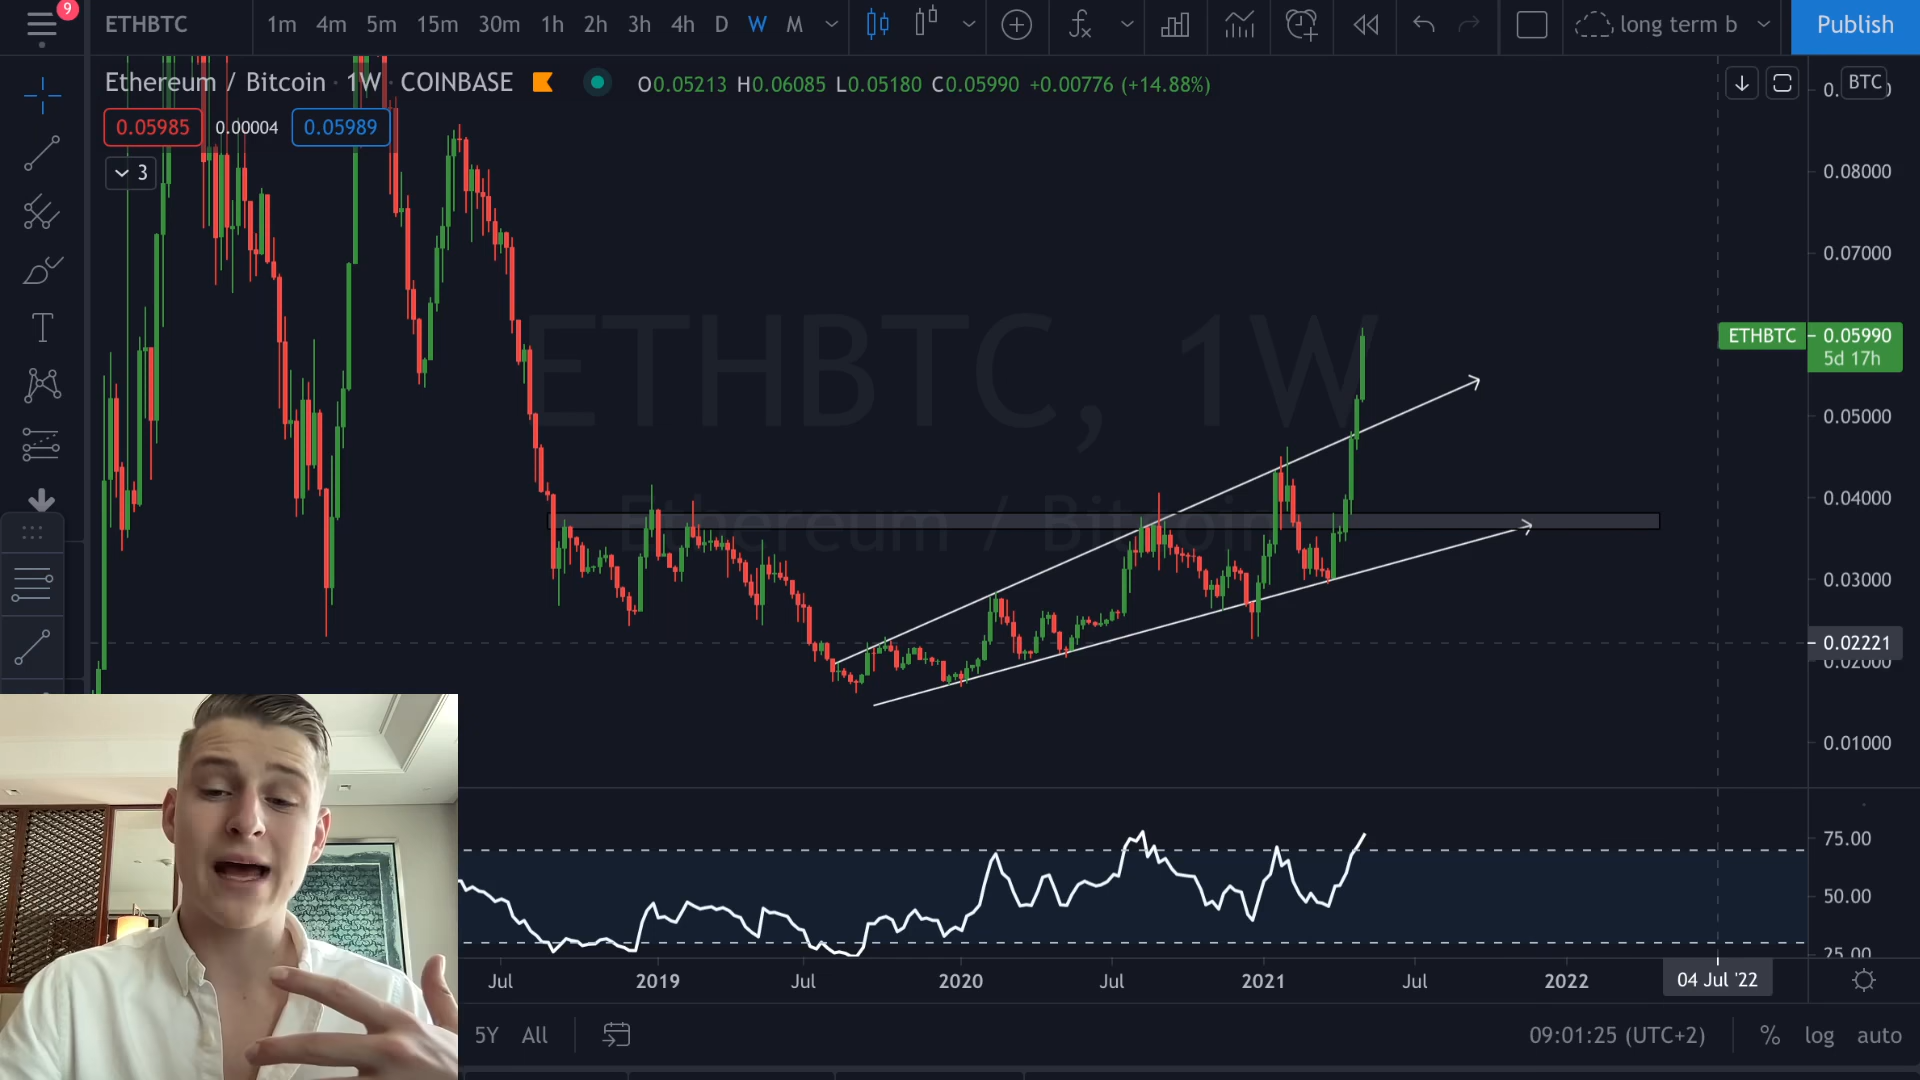 9
ETHBTC 1m 4m 5m 15m 30m 1h 2h 3h 4h D W M fx long term b Publish
Ethereum / Bitcoin · 1W · COINBASE O0.05213 H0.06085 L0.05180 C0.05990 +0.00776 (+14.88%) BTC
0.05985 0.00004 0.05989
3
T
ETHBTC, 1W
Ethereum / Bitcoin
0.08000
0.07000
ETHBTC 0.05990
5d 17h
0.05000
0.04000
0.03000
0.02221
0.02000
0.01000
75.00
50.00
25.00
Jul 2019 Jul 2020 Jul 2021 Jul 2022 04 Jul '22
5Y All 09:01:25 (UTC+2) % log auto